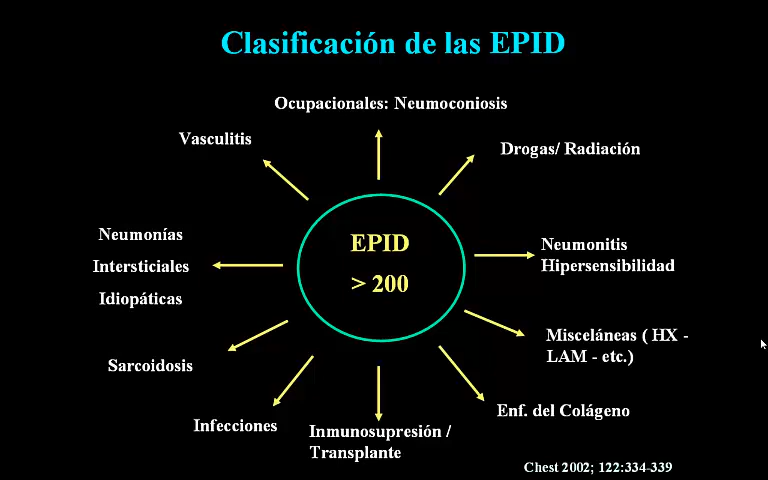 Clasificación de las EPID
Ocupacionales: Neumoconiosis
Vasculitis
Drogas/ Radiación
Neumonías
Intersticiales
Idiopáticas
EPID
> 200
Neumonitis
Hipersensibilidad
Misceláneas ( HX -
LAM - etc.)
Sarcoidosis
Enf. del Colágeno
Infecciones
Inmunosupresión /
Transplante
Chest 2002; 122:334-339